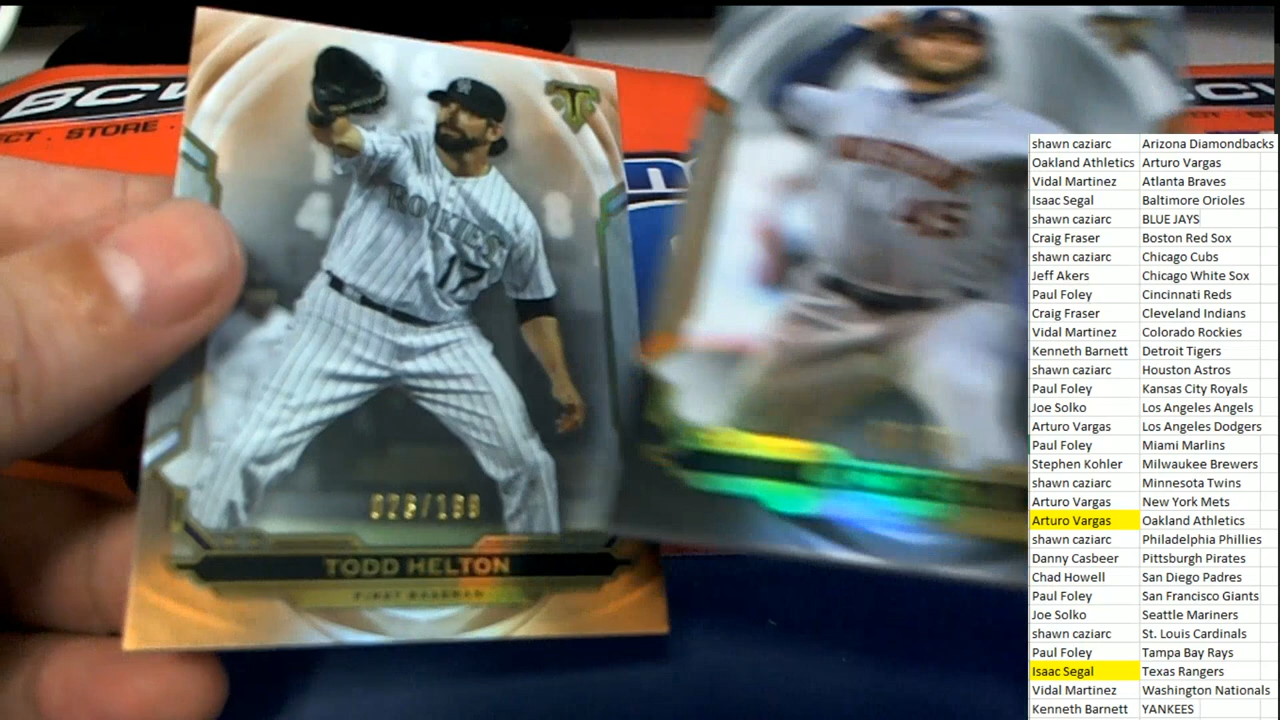 BCW
ECT . STORE .
ROCKIES
17
TODD HELTON
FIRST BASEMAN
45
shawn caziarc Arizona Diamondbacks
Oakland Athletics Arturo Vargas
Vidal Martinez Atlanta Braves
Isaac Segal Baltimore Orioles
shawn caziarc BLUE JAYS
Craig Fraser Boston Red Sox
shawn caziarc Chicago Cubs
Jeff Akers Chicago White Sox
Paul Foley Cincinnati Reds
Craig Fraser Cleveland Indians
Vidal Martinez Colorado Rockies
Kenneth Barnett Detroit Tigers
shawn caziarc Houston Astros
Paul Foley Kansas City Royals
Joe Solko Los Angeles Angels
Arturo Vargas Los Angeles Dodgers
Paul Foley Miami Marlins
Stephen Kohler Milwaukee Brewers
shawn caziarc Minnesota Twins
Arturo Vargas New York Mets
Arturo Vargas Oakland Athletics
shawn caziarc Philadelphia Phillies
Danny Casbeer Pittsburgh Pirates
Chad Howell San Diego Padres
Paul Foley San Francisco Giants
Joe Solko Seattle Mariners
shawn caziarc St. Louis Cardinals
Paul Foley Tampa Bay Rays
Isaac Segal Texas Rangers
Vidal Martinez Washington Nationals
Kenneth Barnett YANKEES